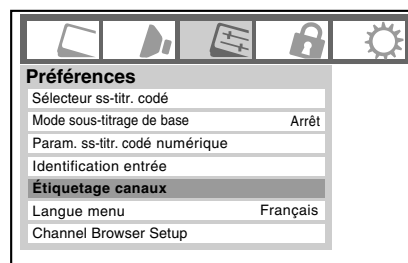 Préférences
Sélecteur ss-titr. codé
Mode sous-titrage de base Arrêt
Param. ss-titr. codé numérique
Identification entrée
Étiquetage canaux
Langue menu Français
Channel Browser Setup